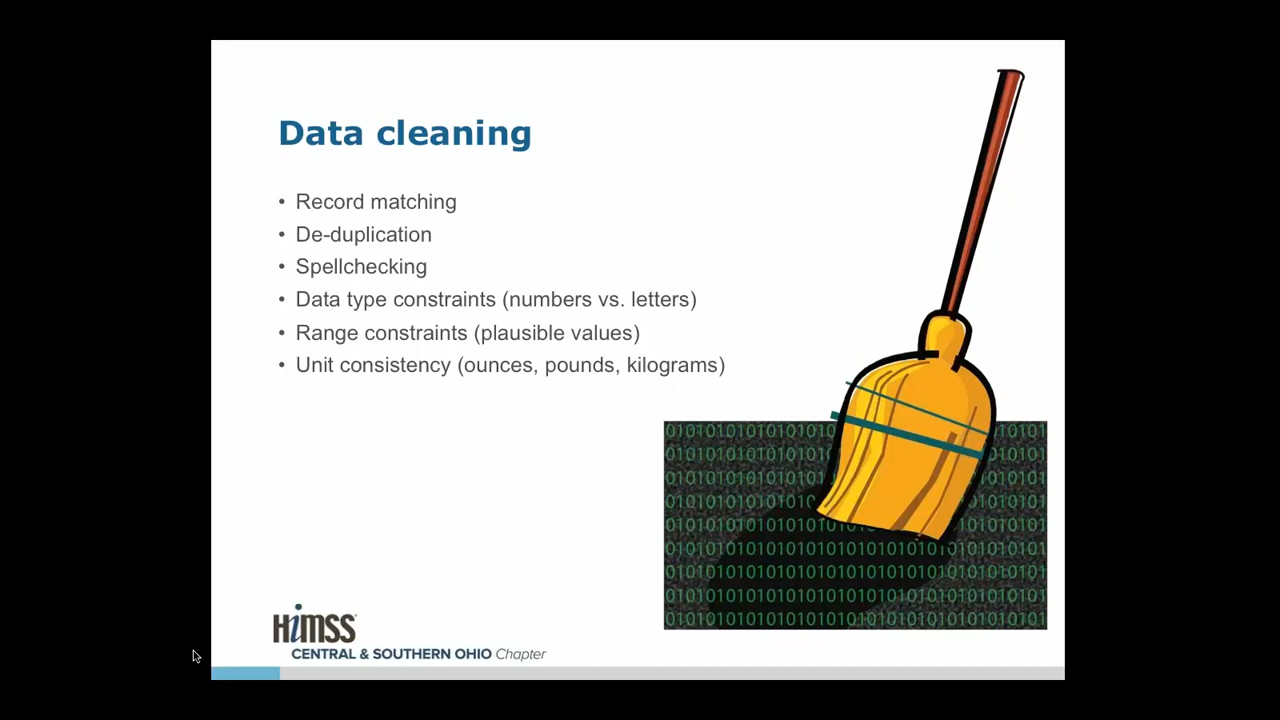 Data cleaning
• Record matching
• De-duplication
• Spellchecking
• Data type constraints (numbers vs. letters)
• Range constraints (plausible values)
• Unit consistency (ounces, pounds, kilograms)
HiMSS
CENTRAL & SOUTHERN OHIO Chapter